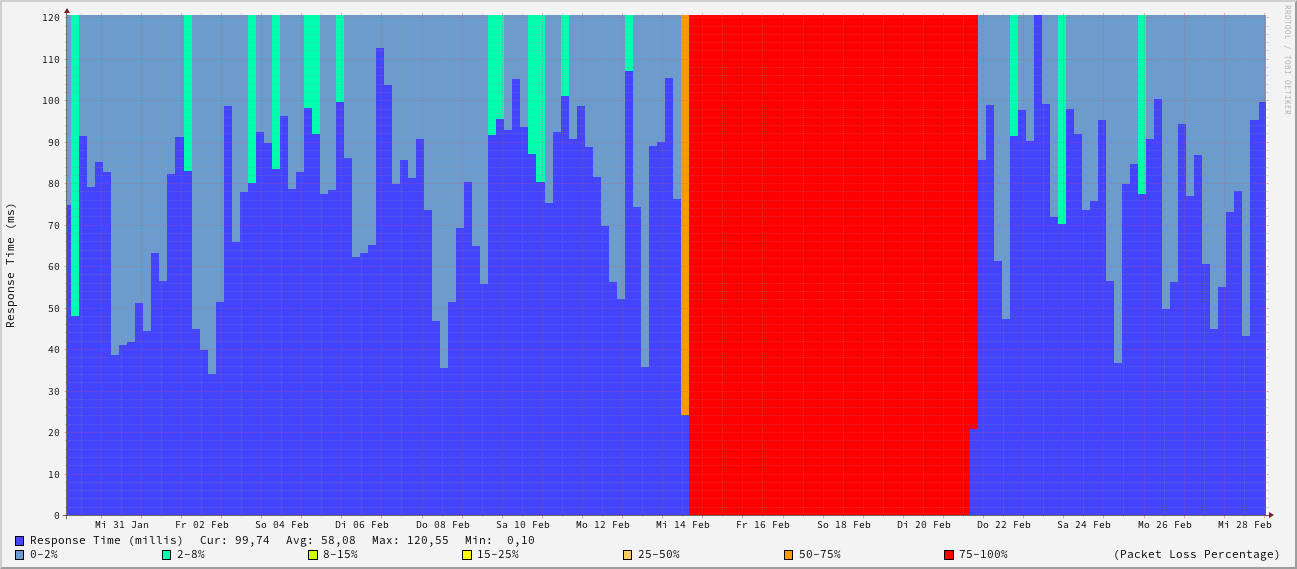 RRDTOOL / TOBI OETIKER
Response Time (ms)
120
110
100
90
80
70
60
50
40
30
20
10
0
Mi 31 Jan Fr 02 Feb So 04 Feb Di 06 Feb Do 08 Feb Sa 10 Feb Mo 12 Feb Mi 14 Feb Fr 16 Feb So 18 Feb Di 20 Feb Do 22 Feb Sa 24 Feb Mo 26 Feb Mi 28 Feb
Response Time (millis) Cur: 99,74 Avg: 58,08 Max: 120,55 Min: 0,10
0-2% 2-8% 8-15% 15-25% 25-50% 50-75% 75-100% (Packet Loss Percentage)